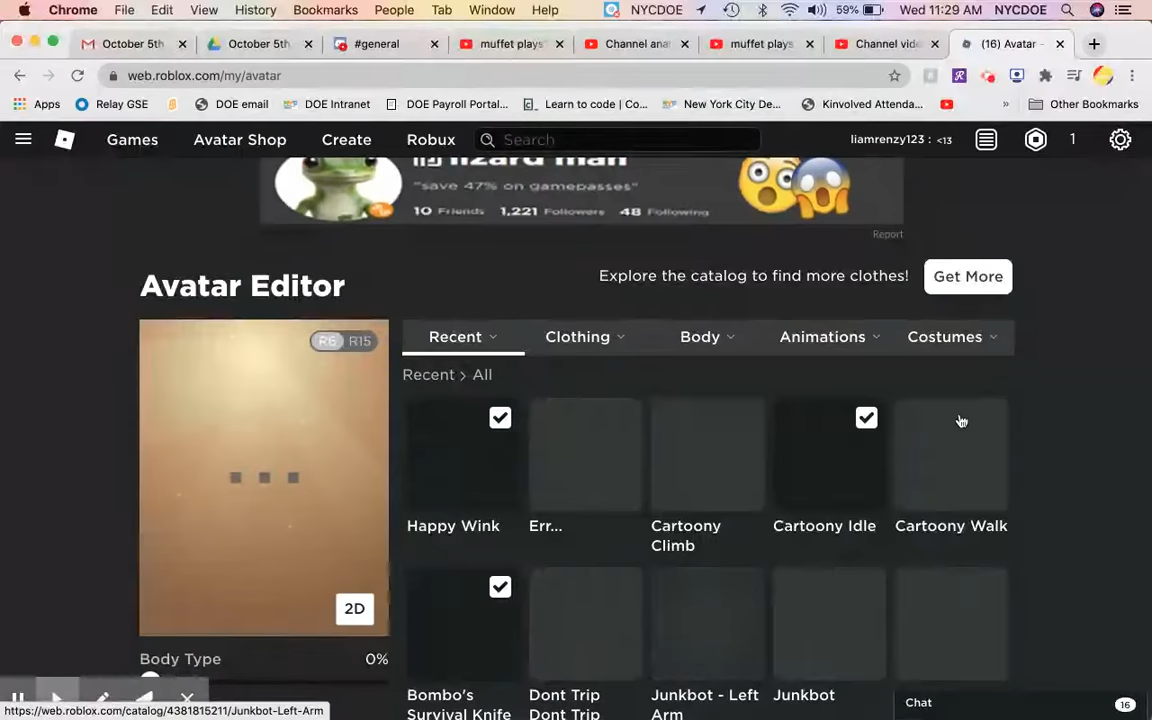 Chrome File Edit View History Bookmarks People Tab Window Help NYCDOE 59% Wed 11:29 AM NYCDOE
October 5th October 5th #general muffet plays Channel ana muffet plays Channel vide (16) Avatar -
web.roblox.com/my/avatar
Apps Relay GSE DOE email DOE Intranet DOE Payroll Portal... Learn to code | Co... New York City De... Kinvolved Attenda... » Other Bookmarks
Games Avatar Shop Create Robux Search liamrenzy123 : <13 1
lizard man
"save 47% on gamepasses"
10 Friends 1,221 Followers 48 Following
Report
Avatar Editor
Explore the catalog to find more clothes! Get More
R6 R15
Recent Clothing Body Animations Costumes
Recent > All
Happy Wink Err... Cartoony Climb Cartoony Idle Cartoony Walk
2D
Body Type 0%
Bombo's Survival Knife Dont Trip Dont Trip Junkbot - Left Arm Junkbot
Chat 16
https://web.roblox.com/catalog/4381815211/Junkbot-Left-Arm